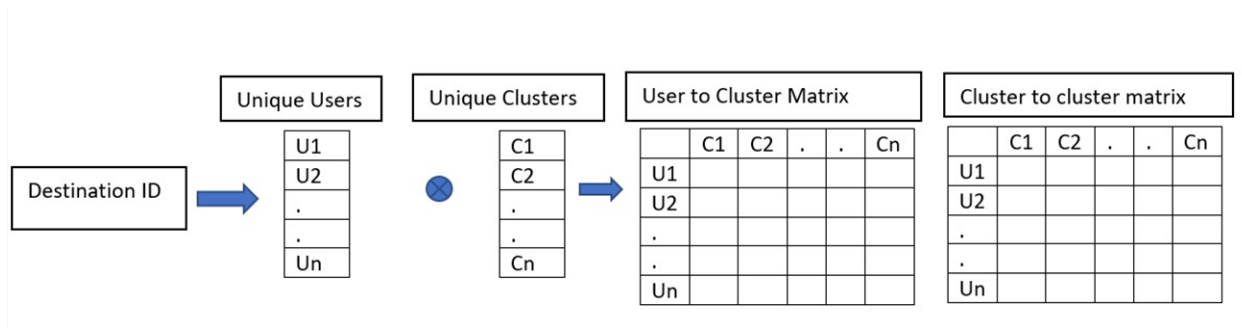 Destination ID
Unique Users
U1
U2
.
.
Un
Unique Clusters
C1
C2
.
.
Cn
User to Cluster Matrix
C1 C2 . . Cn
U1
U2
.
.
Un
Cluster to cluster matrix
C1 C2 . . Cn
U1
U2
.
.
Un